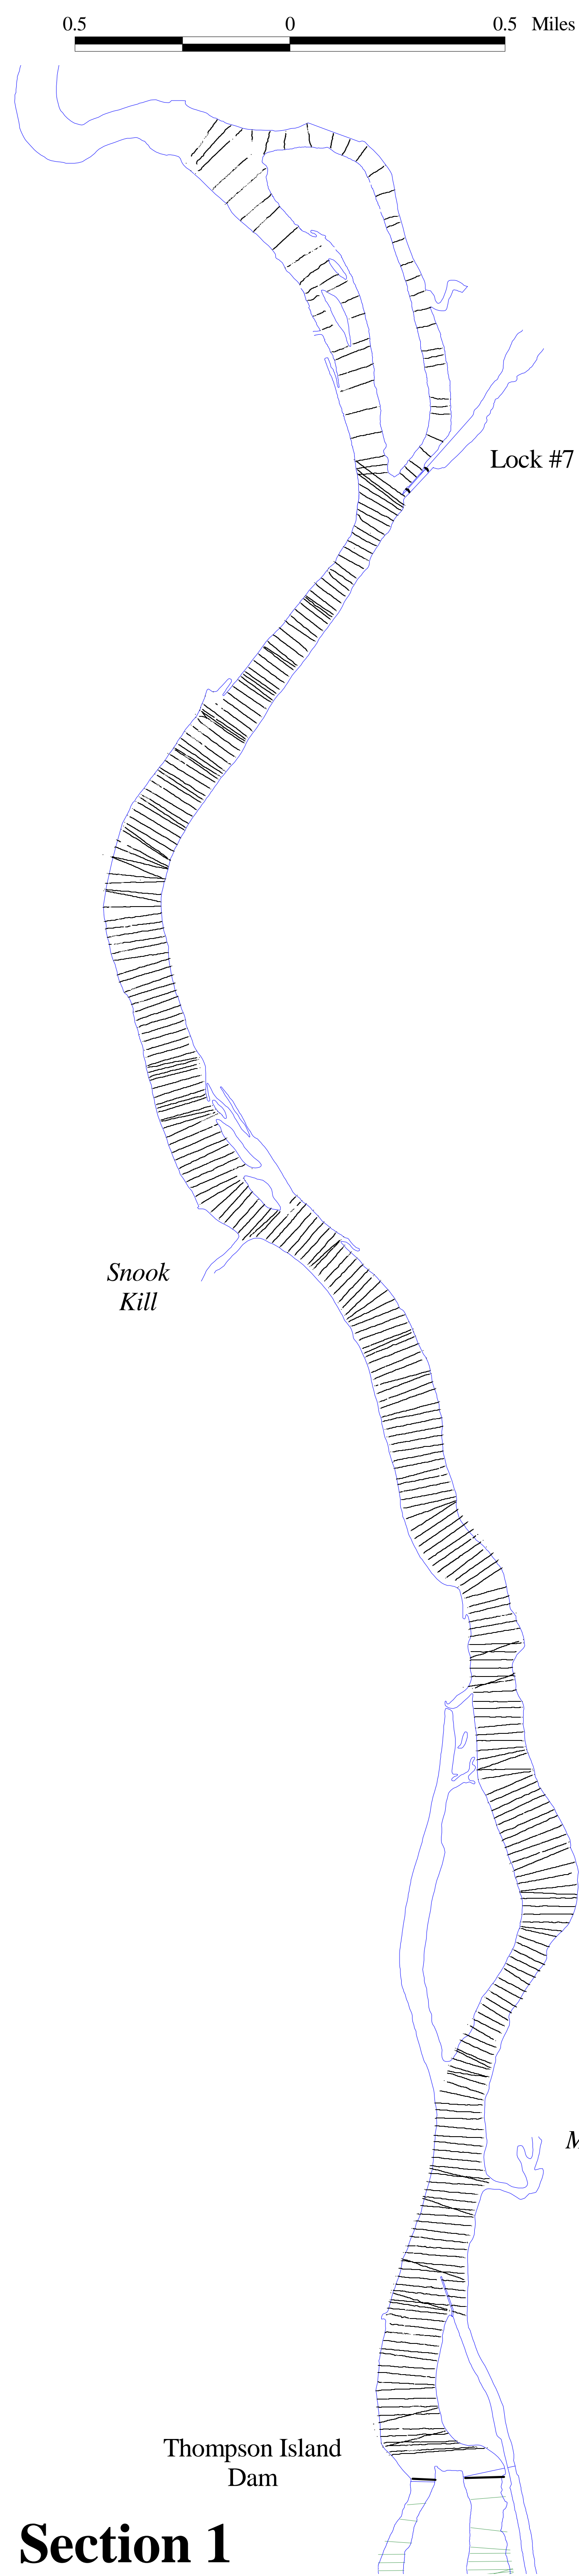 0.5 0 0.5 Miles
Lock #7
Snook
Kill
M
Thompson Island
Dam
Section 1